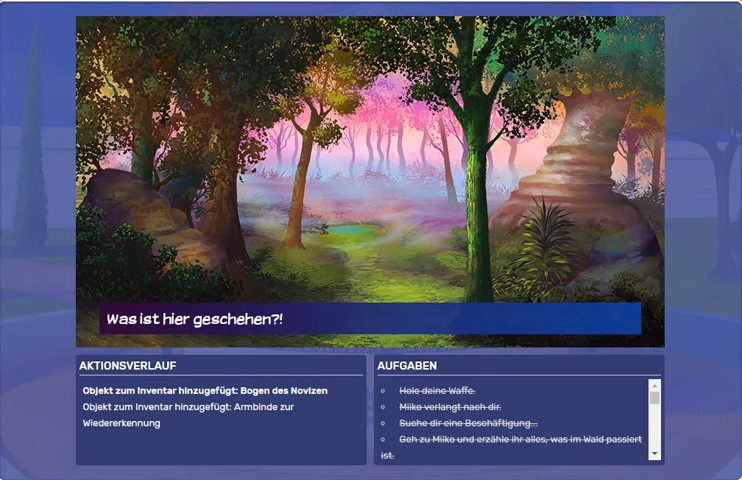 Was ist hier geschehen?!
AKTIONSVERLAUF
Objekt zum Inventar hinzugefügt: Bogen des Novizen
Objekt zum Inventar hinzugefügt: Armbinde zur
Wiedererkennung
AUFGABEN
Hole deine Waffe.
Miiko verlangt nach dir.
Suche dir eine Beschäftigung...
Geh zu Miiko und erzähle ihr alles, was im Wald passiert
ist.